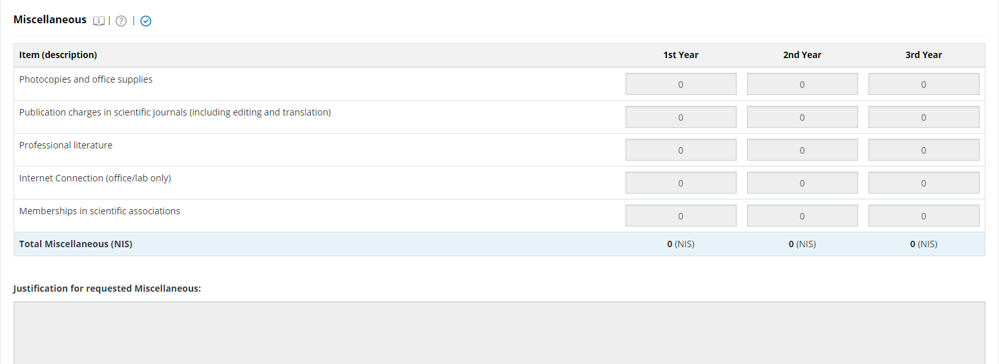 Miscellaneous
Item (description) 1st Year 2nd Year 3rd Year
Photocopies and office supplies 0 0 0
Publication charges in scientific journals (including editing and translation) 0 0 0
Professional literature 0 0 0
Internet Connection (office/lab only) 0 0 0
Memberships in scientific associations 0 0 0
Total Miscellaneous (NIS) 0 (NIS) 0 (NIS) 0 (NIS)
Justification for requested Miscellaneous: